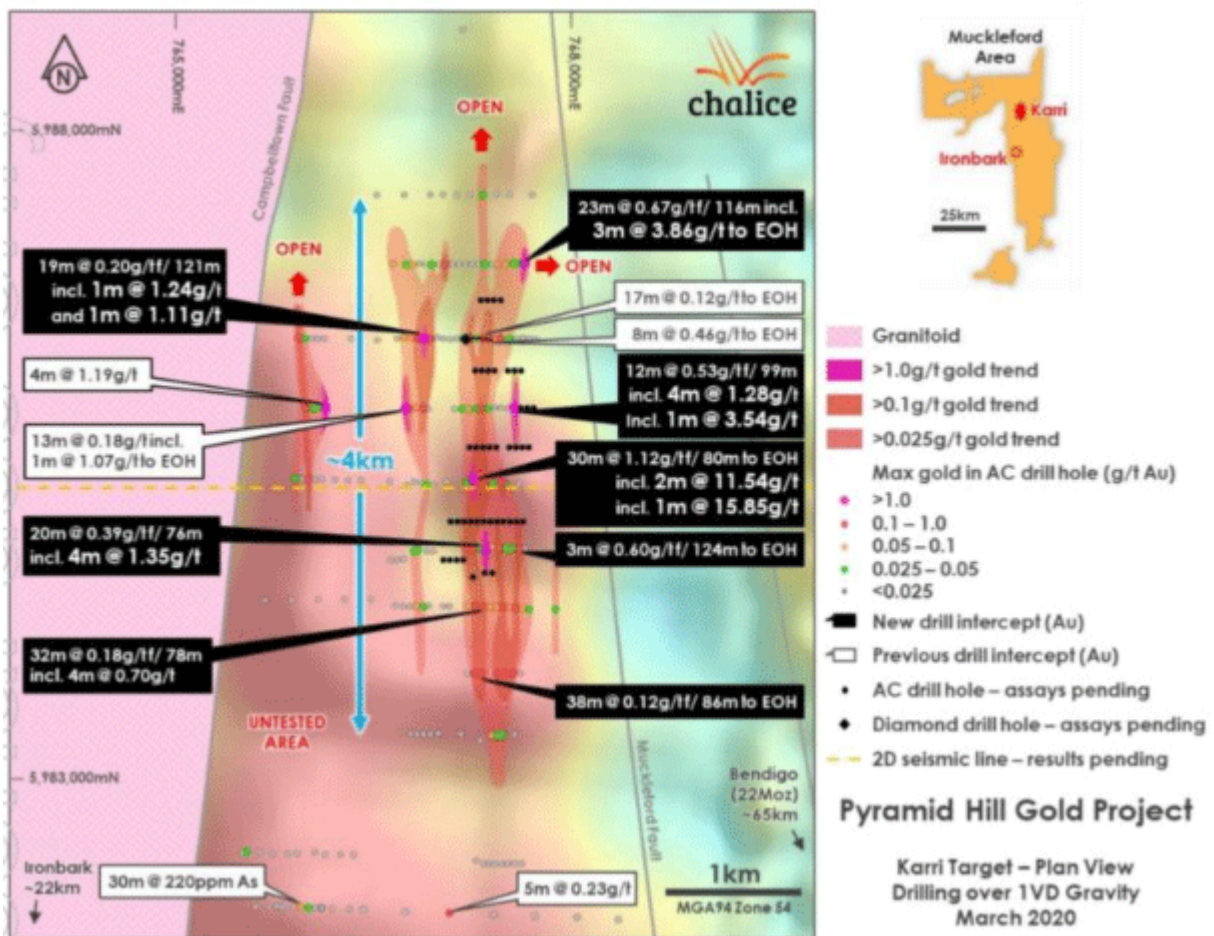 N
765,000mE
768,000mE
chalice
5,988,000mN
Campbelltown Fault
OPEN
OPEN
23m @ 0.67g/t f/ 116m incl.
3m @ 3.86g/t to EOH
OPEN
19m @ 0.20g/t f/ 121m
incl. 1m @ 1.24g/t
and 1m @ 1.11g/t
17m @ 0.12g/t to EOH
8m @ 0.46g/t to EOH
4m @ 1.19g/t
12m @ 0.53g/t f/ 99m
incl. 4m @ 1.28g/t
Incl. 1m @ 3.54g/t
13m @ 0.18g/t incl.
1m @ 1.07g/t to EOH
~4km
30m @ 1.12g/t f/ 80m to EOH
incl. 2m @ 11.54g/t
incl. 1m @ 15.85g/t
20m @ 0.39g/t f/ 76m
incl. 4m @ 1.35g/t
3m @ 0.60g/t f/ 124m to EOH
32m @ 0.18g/t f/ 78m
incl. 4m @ 0.70g/t
38m @ 0.12g/t f/ 86m to EOH
UNTESTED
AREA
5,983,000mN
Muckleford Fault
Bendigo
(22Moz)
~65km
Ironbark
~22km
30m @ 220ppm As
5m @ 0.23g/t
1km
MGA94 Zone 54
Muckleford
Area
Karri
Ironbark
25km
Granitoid
>1.0g/t gold trend
>0.1g/t gold trend
>0.025g/t gold trend
Max gold in AC drill hole (g/t Au)
>1.0
0.1 – 1.0
0.05 – 0.1
0.025 – 0.05
<0.025
New drill intercept (Au)
Previous drill intercept (Au)
AC drill hole – assays pending
Diamond drill hole – assays pending
2D seismic line – results pending
Pyramid Hill Gold Project
Karri Target – Plan View
Drilling over 1VD Gravity
March 2020